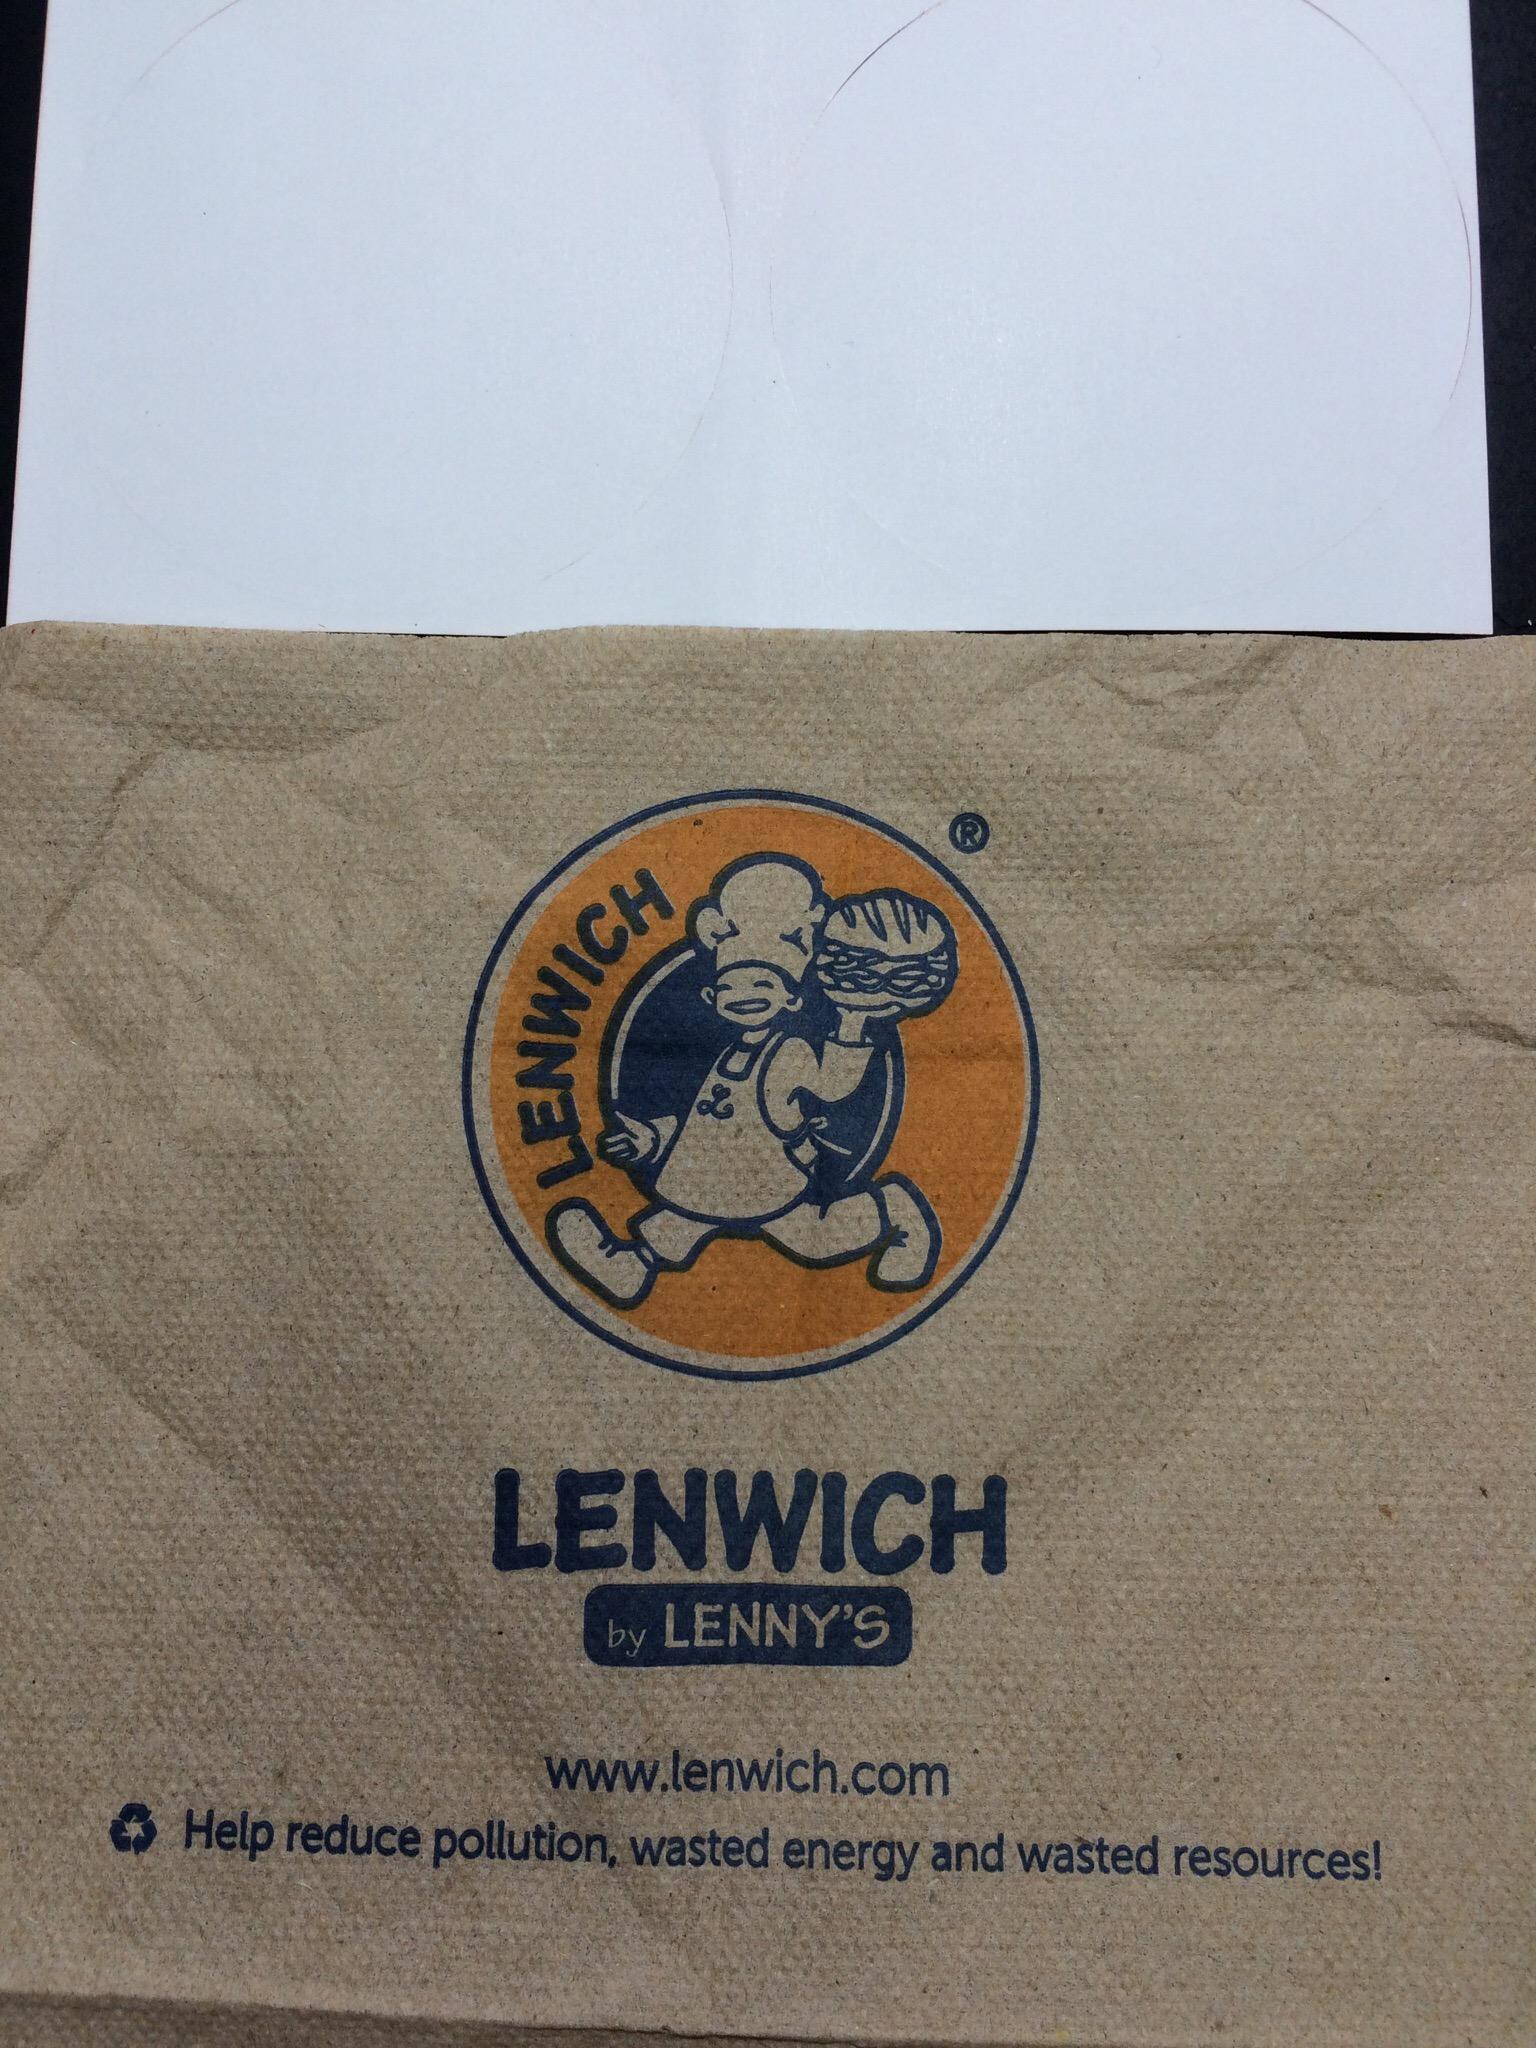 ®
LENWICH
L
LENWICH
by LENNY'S
www.lenwich.com
Help reduce pollution, wasted energy and wasted resources!